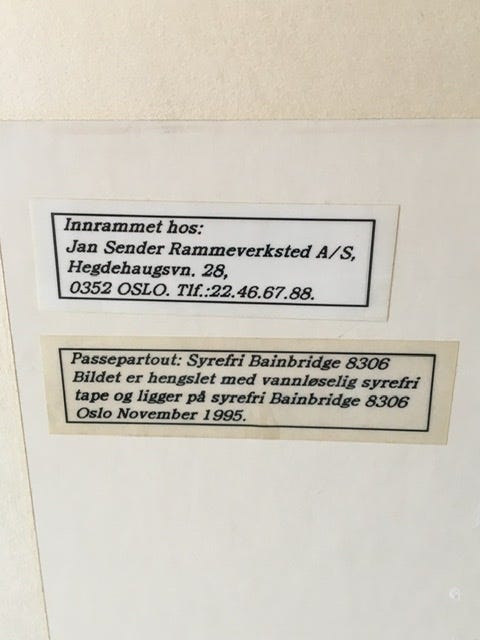 Innrammet hos:
Jan Sender Rammeverksted A/S,
Hegdehaugsvn. 28,
0352 OSLO. Tlf.:22.46.67.88.
Passepartout: Syrefri Bainbridge 8306
Bildet er hengslet med vannløselig syrefri
tape og ligger på syrefri Bainbridge 8306
Oslo November 1995.